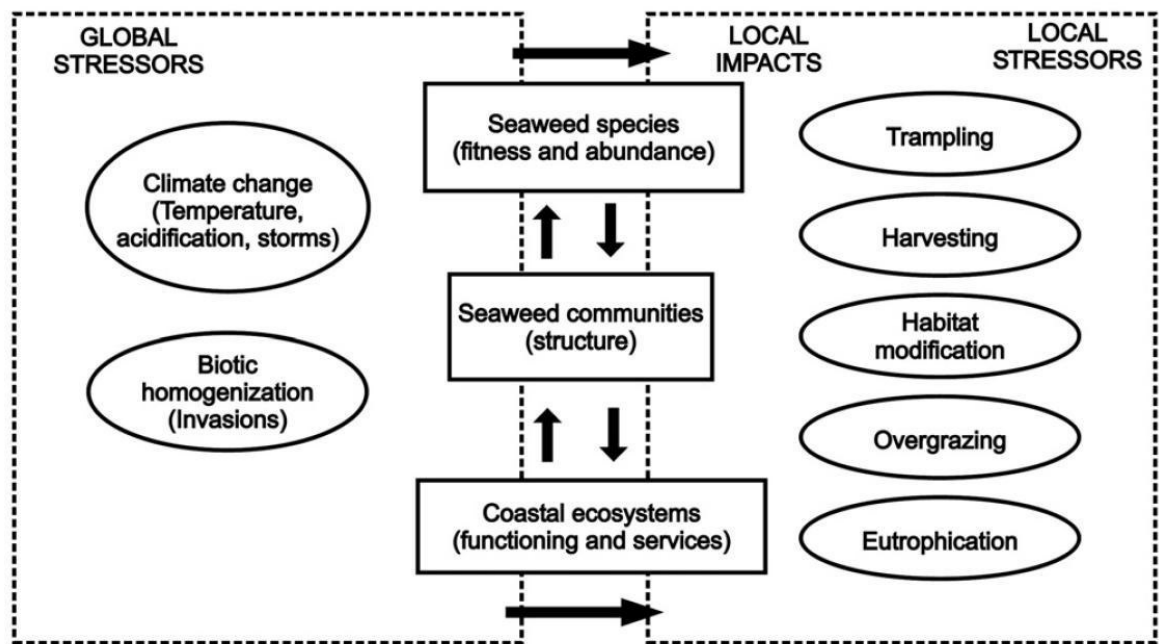 GLOBAL
STRESSORS
LOCAL
IMPACTS
LOCAL
STRESSORS
Climate change
(Temperature,
acidification, storms)
Biotic
homogenization
(Invasions)
Seaweed species
(fitness and abundance)
Seaweed communities
(structure)
Coastal ecosystems
(functioning and services)
Trampling
Harvesting
Habitat
modification
Overgrazing
Eutrophication